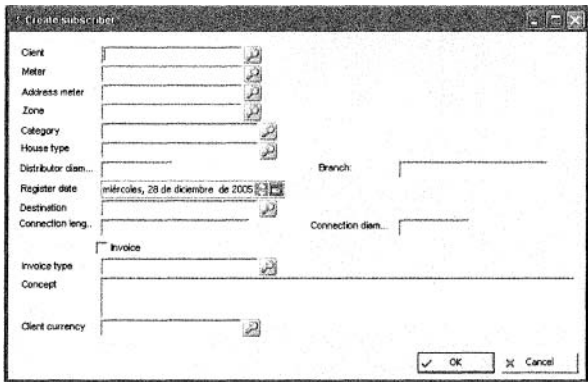 Create subscriber
Client
Meter
Address meter
Zone
Category
House type
Distributor diam... Branch:
Register date miércoles, 28 de diciembre de 2005
Destination
Connection leng.. Connection diam...
Invoice
Invoice type
Concept
Client currency
OK Cancel